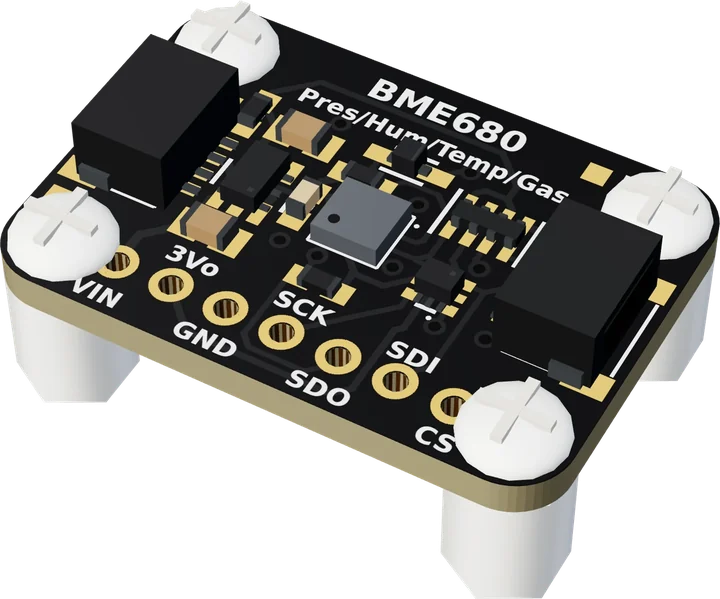 BME680
Pres/Hum/Temp/Gas
VIN
3Vo
GND
SCK
SDO
SDI
CS